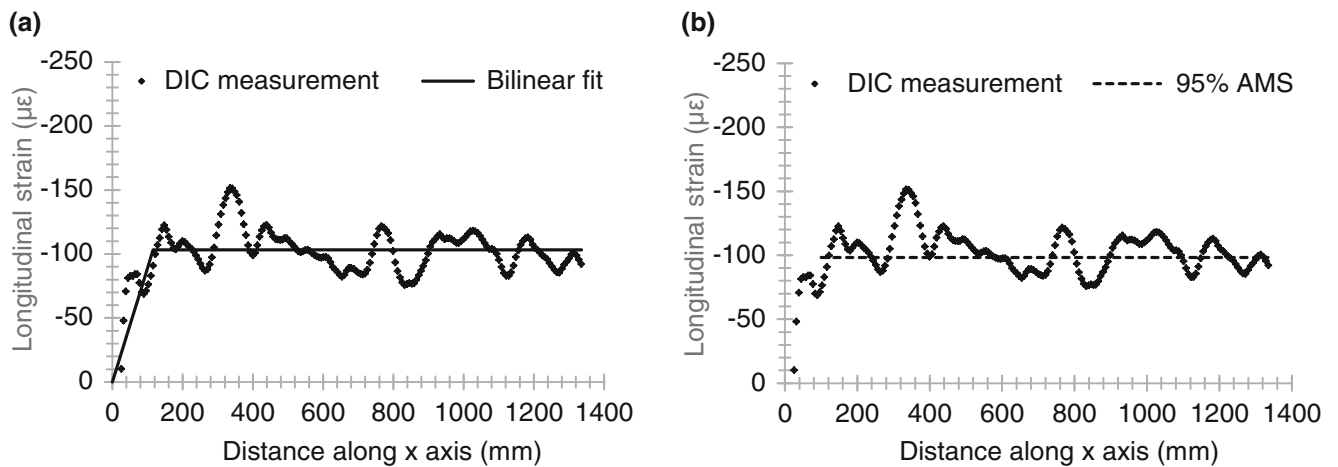 (a)
-250
DIC measurement
Bilinear fit
-200
-150
-100
-50
0
0 200 400 600 800 1000 1200 1400
Longitudinal strain (με)
Distance along x axis (mm)
(b)
-250
DIC measurement
95% AMS
-200
-150
-100
-50
0
0 200 400 600 800 1000 1200 1400
Longitudinal strain (με)
Distance along x axis (mm)